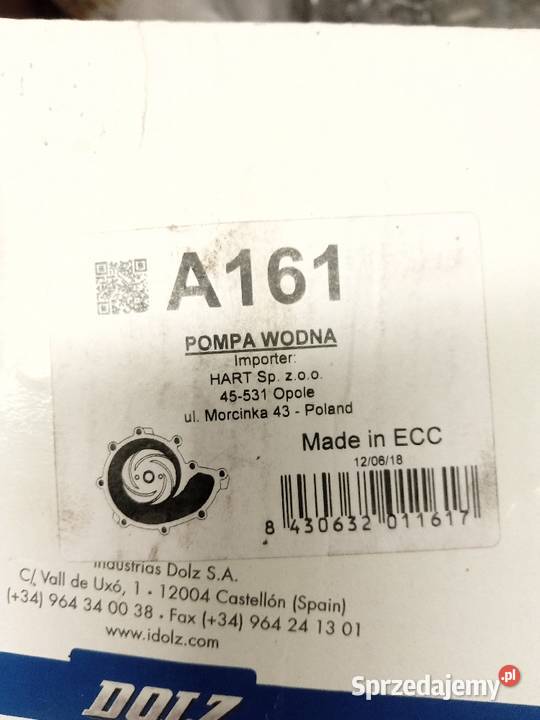 A161
POMPA WODNA
Importer:
HART Sp. z.o.o.
45-531 Opole
ul. Morcinka 43 - Poland
Made in ECC
12/06/18
8 430632 011617
Industrias Dolz S.A.
C/ Vall de Uxó, 1 - 12004 Castellón (Spain)
(+34) 964 34 00 38 - Fax (+34) 964 24 13 01
www.idolz.com
DOLZ
Sprzedajemy.pl